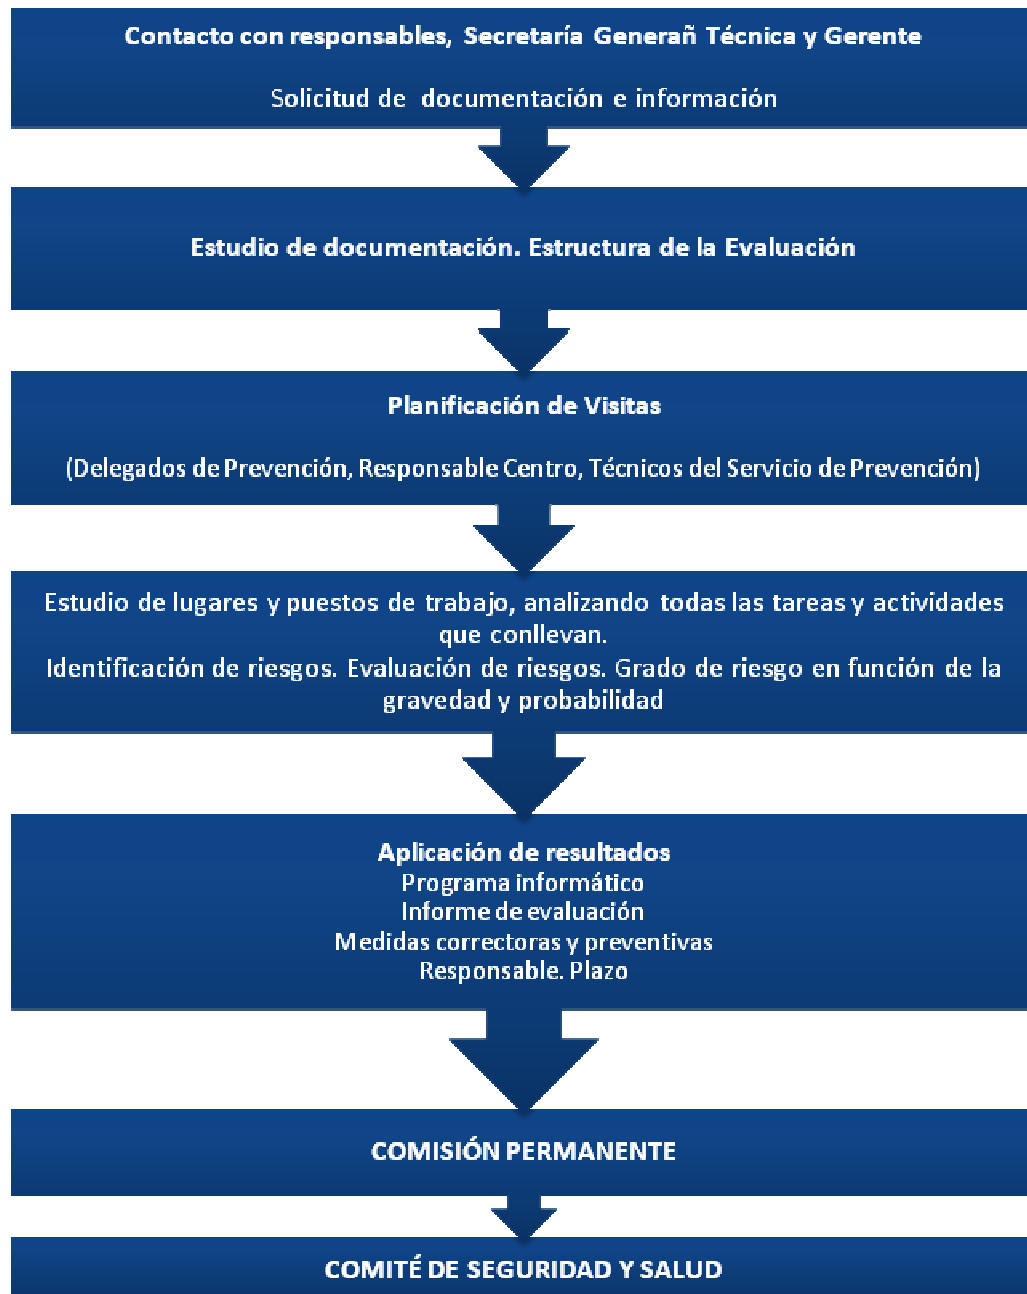 Contacto con responsables, Secretaría Generañ Técnica y Gerente
Solicitud de documentación e información
Estudio de documentación. Estructura de la Evaluación
Planificación de Visitas
(Delegados de Prevención, Responsable Centro, Técnicos del Servicio de Prevención)
Estudio de lugares y puestos de trabajo, analizando todas las tareas y actividades
que conllevan.
Identificación de riesgos. Evaluación de riesgos. Grado de riesgo en función de la
gravedad y probabilidad
Aplicación de resultados
Programa informático
Informe de evaluación
Medidas correctoras y preventivas
Responsable. Plazo
COMISIÓN PERMANENTE
COMITÉ DE SEGURIDAD Y SALUD